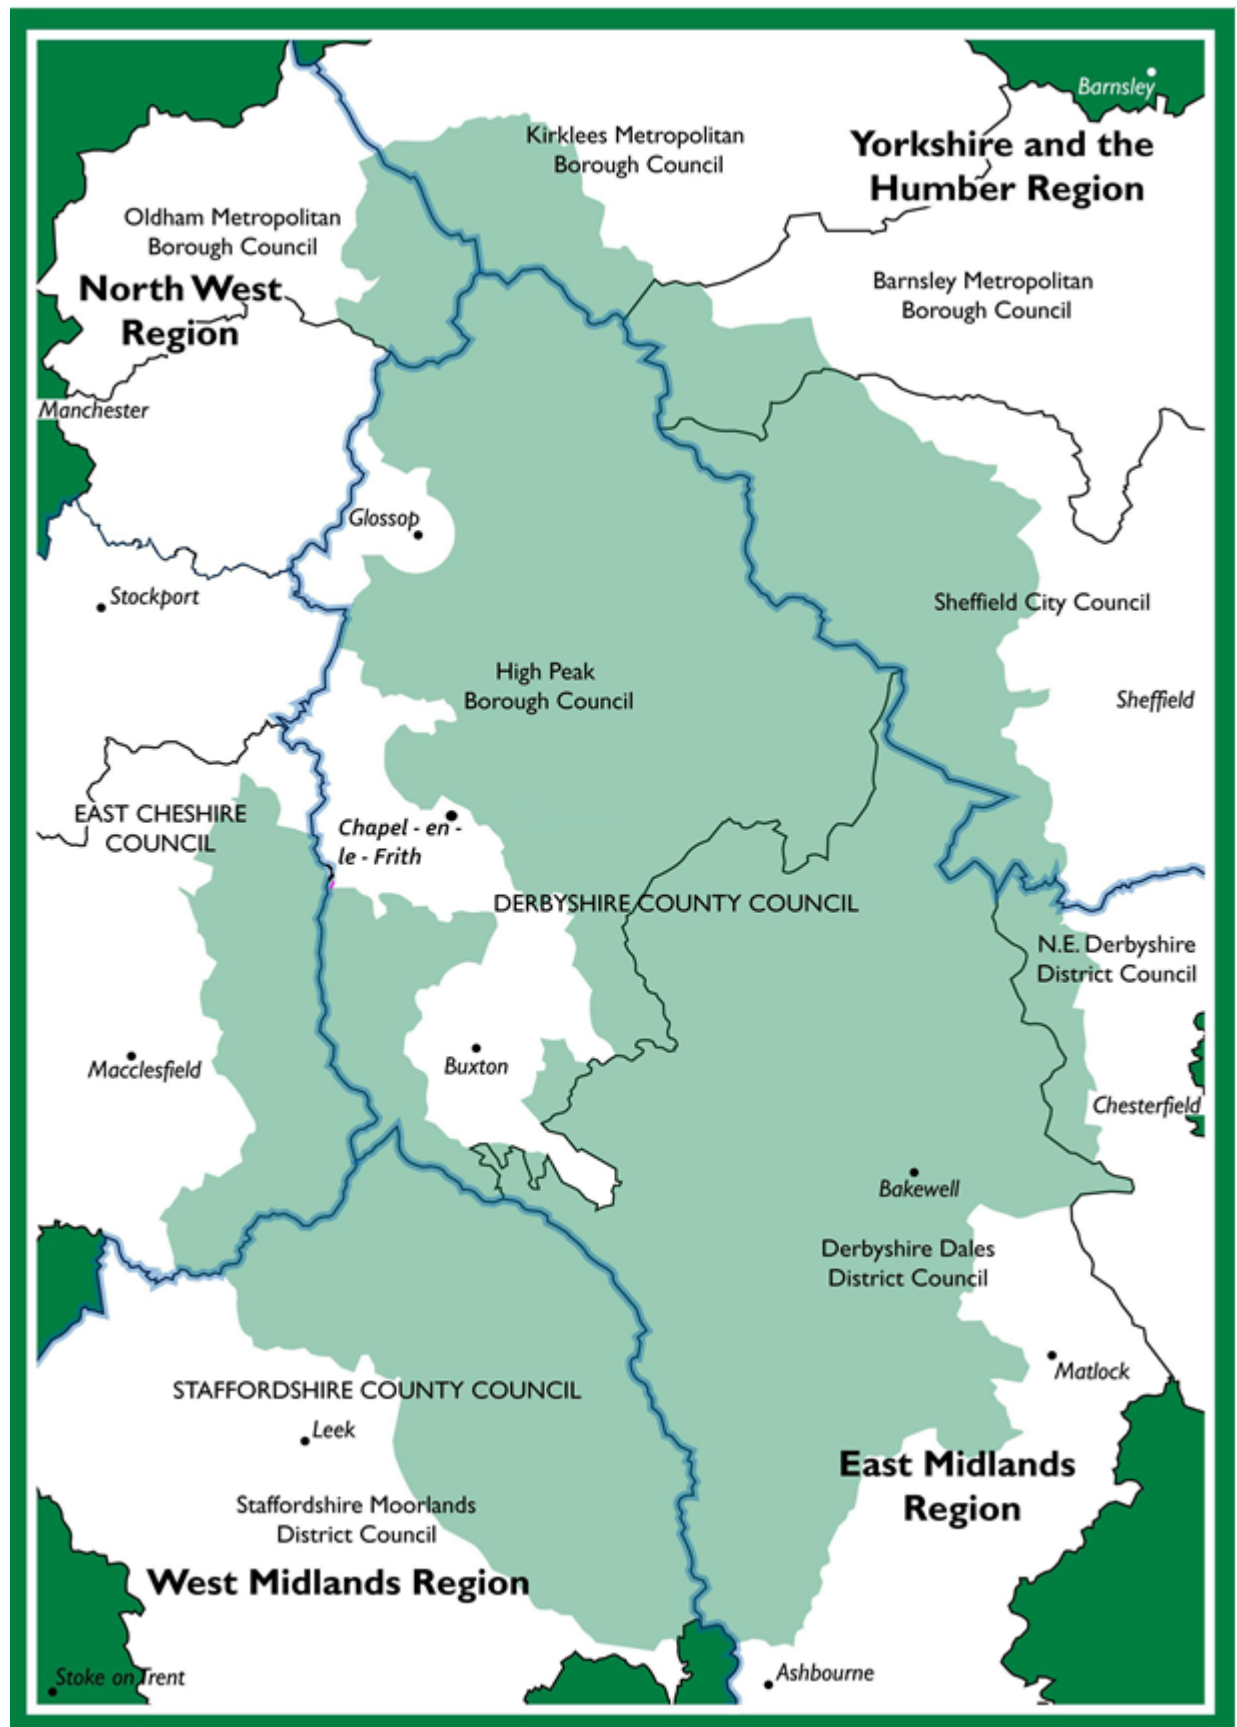 Barnsley
Kirklees Metropolitan
Borough Council
Yorkshire and the
Humber Region
Oldham Metropolitan
Borough Council
North West
Region
Barnsley Metropolitan
Borough Council
Manchester
Glossop
Stockport
Sheffield City Council
High Peak
Borough Council
Sheffield
EAST CHESHIRE
COUNCIL
Chapel - en -
le - Frith
DERBYSHIRE COUNTY COUNCIL
N.E. Derbyshire
District Council
Macclesfield
Buxton
Chesterfield
Bakewell
Derbyshire Dales
District Council
Matlock
STAFFORDSHIRE COUNTY COUNCIL
Leek
East Midlands
Region
Staffordshire Moorlands
District Council
West Midlands Region
Stoke on Trent
Ashbourne